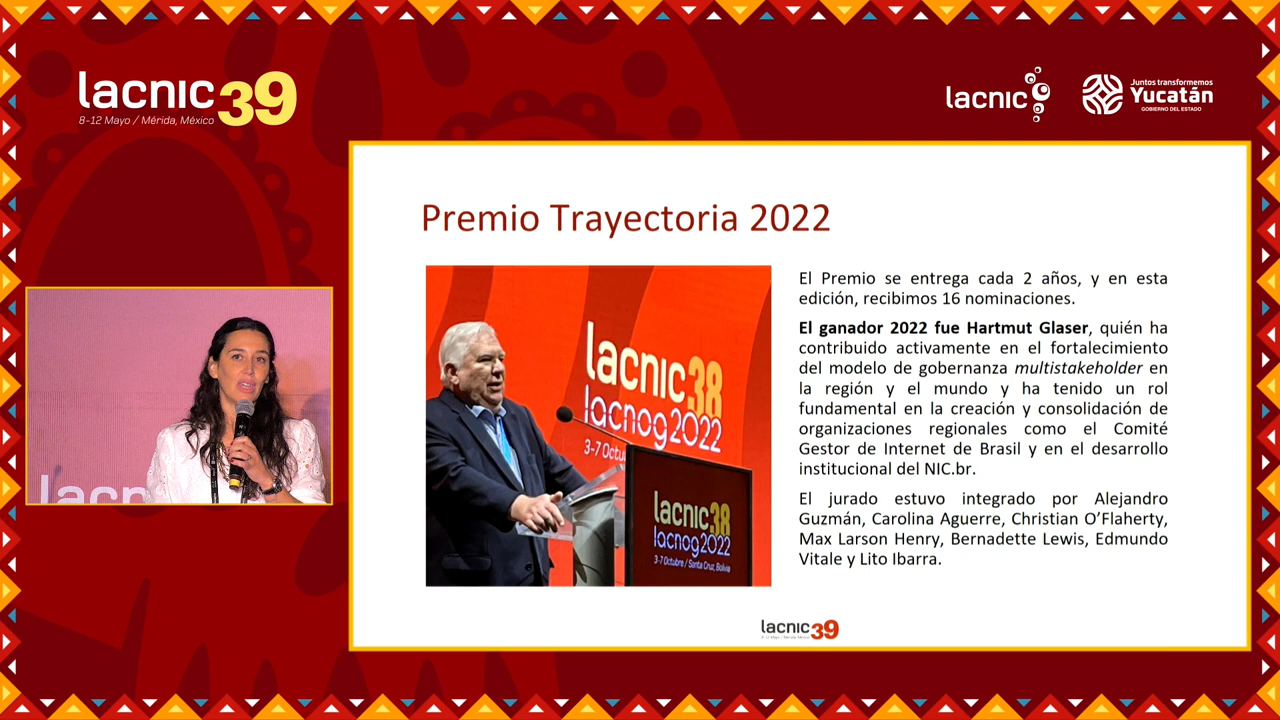 lacnic 39
8-12 Mayo / Mérida, México
lacnic
Juntos transformemos
Yucatán
GOBIERNO DEL ESTADO
Premio Trayectoria 2022
lacnic38
lacnog2022
3-7 Octu
lacnic38
lacnog2022
3-7 Octubre / Santa Cruz, Bolivia
El Premio se entrega cada 2 años, y en esta
edición, recibimos 16 nominaciones.
El ganador 2022 fue Hartmut Glaser, quién ha
contribuido activamente en el fortalecimiento
del modelo de gobernanza multistakeholder en
la región y el mundo y ha tenido un rol
fundamental en la creación y consolidación de
organizaciones regionales como el Comité
Gestor de Internet de Brasil y en el desarrollo
institucional del NIC.br.
El jurado estuvo integrado por Alejandro
Guzmán, Carolina Aguerre, Christian O’Flaherty,
Max Larson Henry, Bernadette Lewis, Edmundo
Vitale y Lito Ibarra.
lacnic
lacnic39